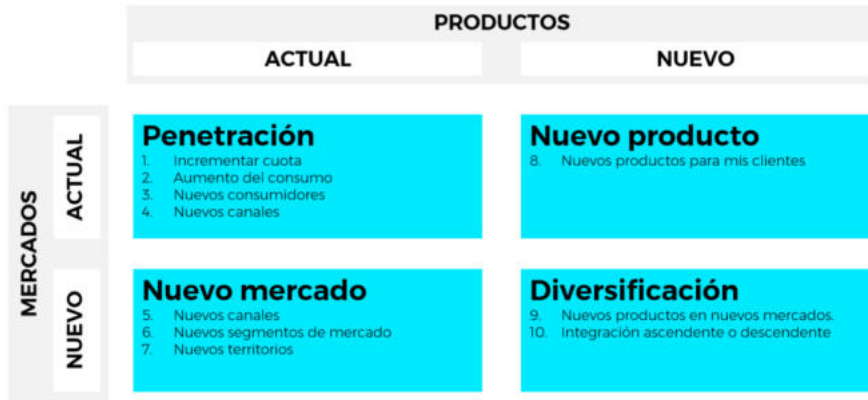 PRODUCTOS
ACTUAL
NUEVO
MERCADOS
ACTUAL
Penetración
1. Incrementar cuota
2. Aumento del consumo
3. Nuevos consumidores
4. Nuevos canales
Nuevo producto
8. Nuevos productos para mis clientes
NUEVO
Nuevo mercado
5. Nuevos canales
6. Nuevos segmentos de mercado
7. Nuevos territorios
Diversificación
9. Nuevos productos en nuevos mercados.
10. Integración ascendente o descendente